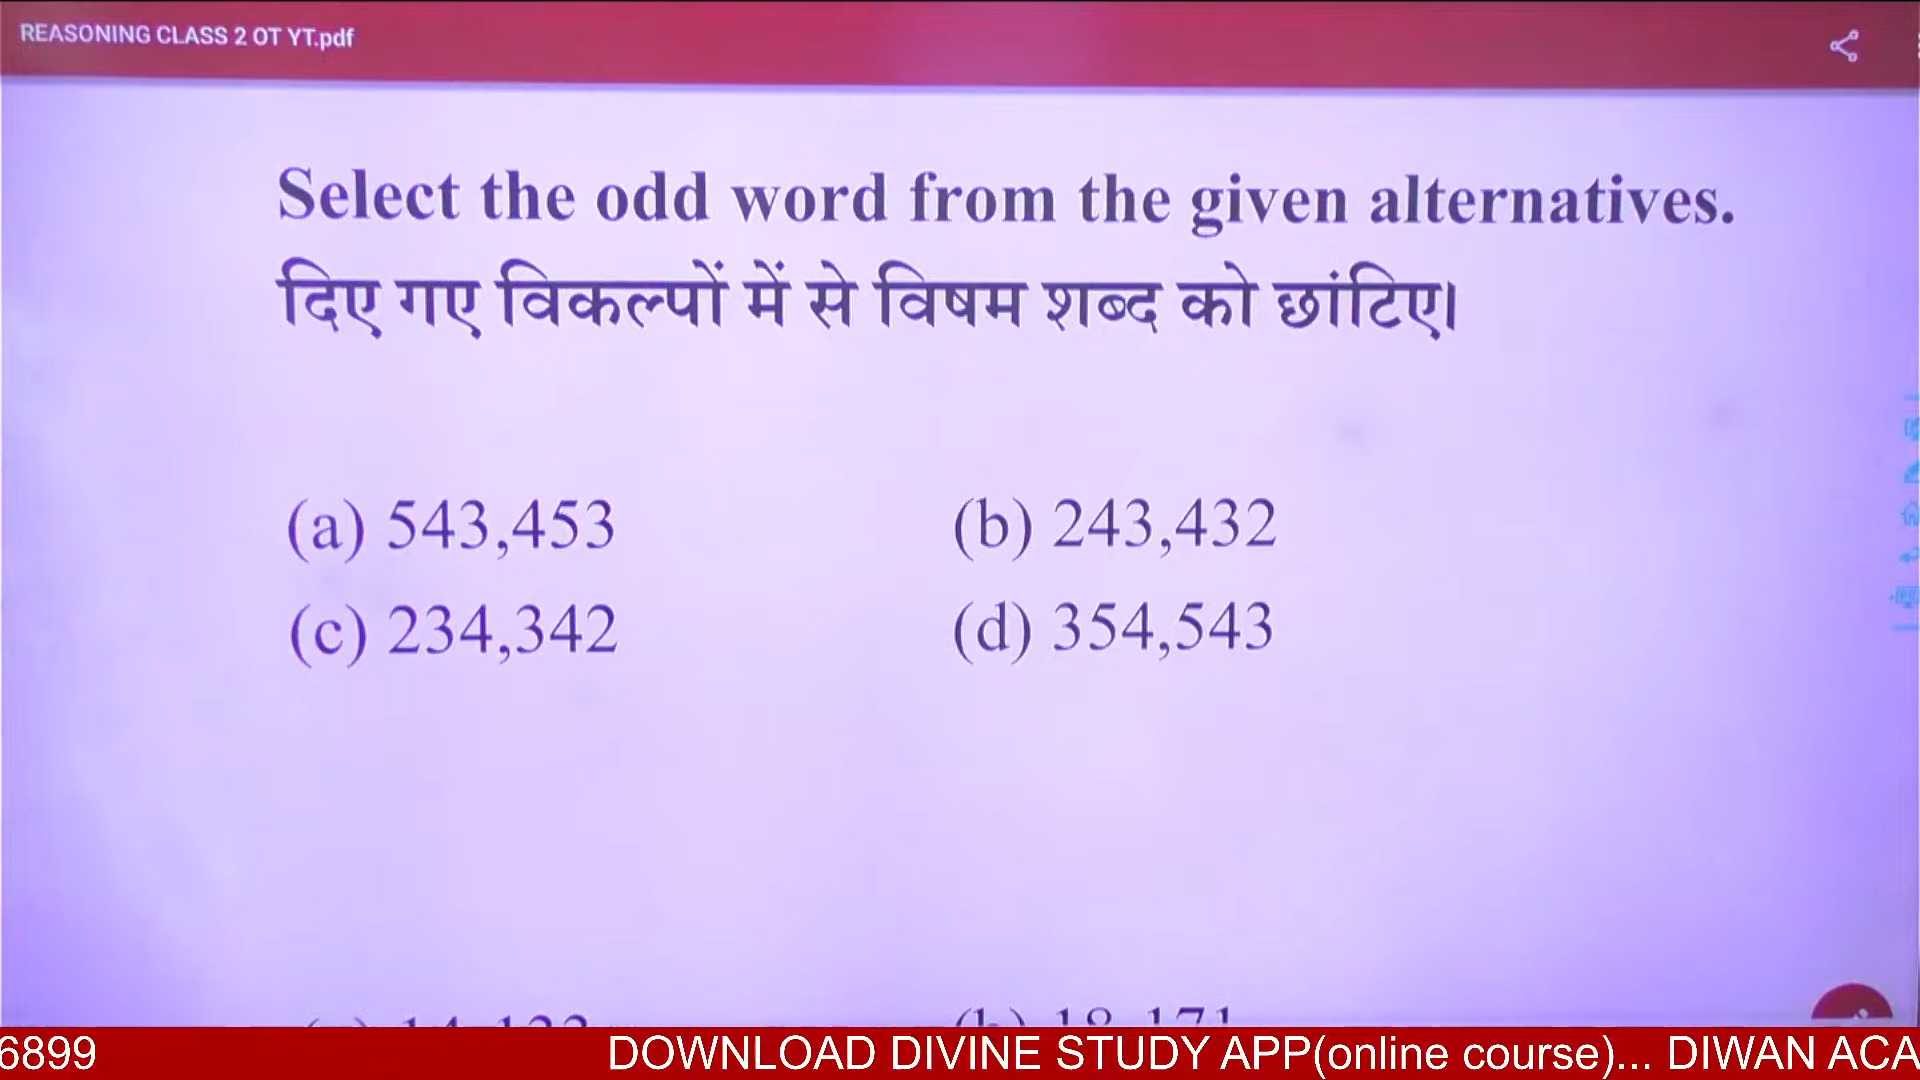 REASONING CLASS 2 OT YT.pdf
Select the odd word from the given alternatives.
दिए गए विकल्पों में से विषम शब्द को छांटिए।
(a) 543,453 (b) 243,432
(c) 234,342 (d) 354,543
6899 DOWNLOAD DIVINE STUDY APP(online course)... DIWAN ACA